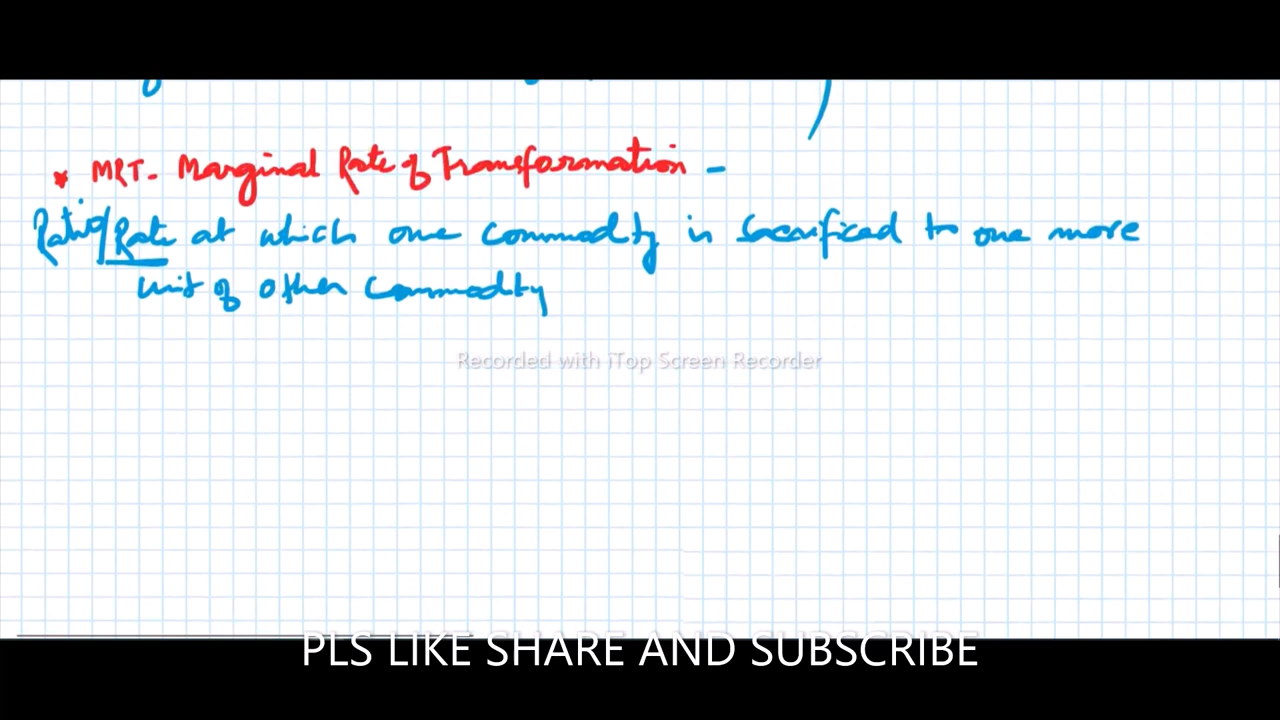 * MRT - Marginal Rate of Transformation -
Ratio/Rate at which one commodity is sacrificed to one more
unit of other commodity
Recorded with iTop Screen Recorder
PLS LIKE SHARE AND SUBSCRIBE